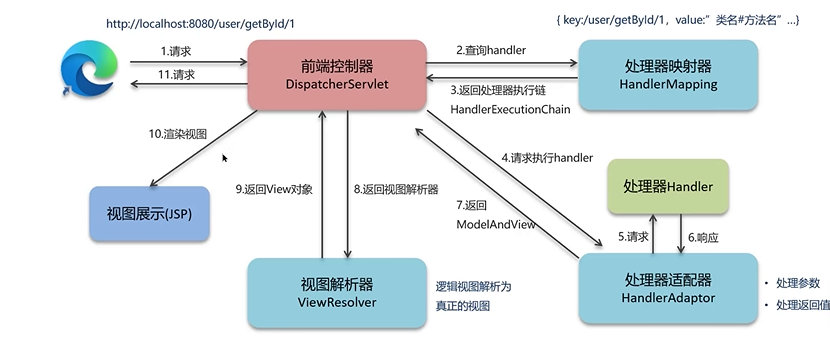 http://localhost:8080/user/getById/1
{ key:/user/getById/1，value:”类名#方法名”...}
1.请求
11.请求
前端控制器
DispatcherServlet
2.查询handler
3.返回处理器执行链
HandlerExecutionChain
处理器映射器
HandlerMapping
10.渲染视图
4.请求执行handler
处理器Handler
视图展示(JSP)
9.返回View对象
8.返回视图解析器
7.返回
ModelAndView
5.请求
6.响应
视图解析器
ViewResolver
逻辑视图解析为
真正的视图
处理器适配器
HandlerAdaptor
• 处理参数
• 处理返回值